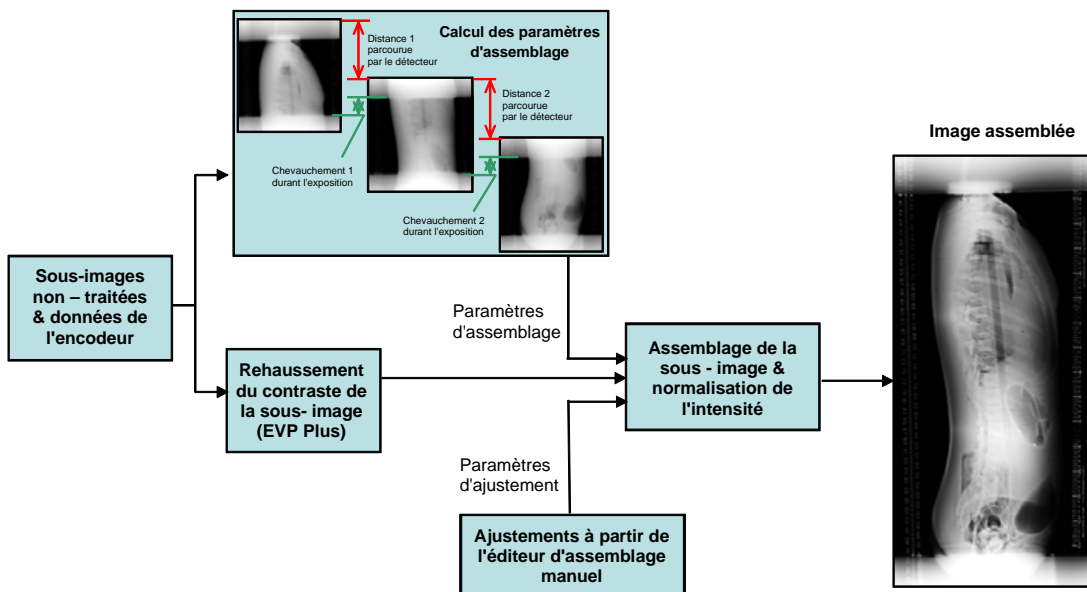 Calcul des paramètres
d'assemblage
Distance 1
parcourue
par le détecteur
Distance 2
parcourue
par le détecteur
Chevauchement 1
durant l'exposition
Chevauchement 2
durant l'exposition
Image assemblée
Sous-images
non – traitées
& données de
l'encodeur
Paramètres
d'assemblage
Rehaussement
du contraste de
la sous- image
(EVP Plus)
Assemblage de la
sous - image &
normalisation de
l'intensité
Paramètres
d'ajustement
Ajustements à partir de
l'éditeur d'assemblage
manuel